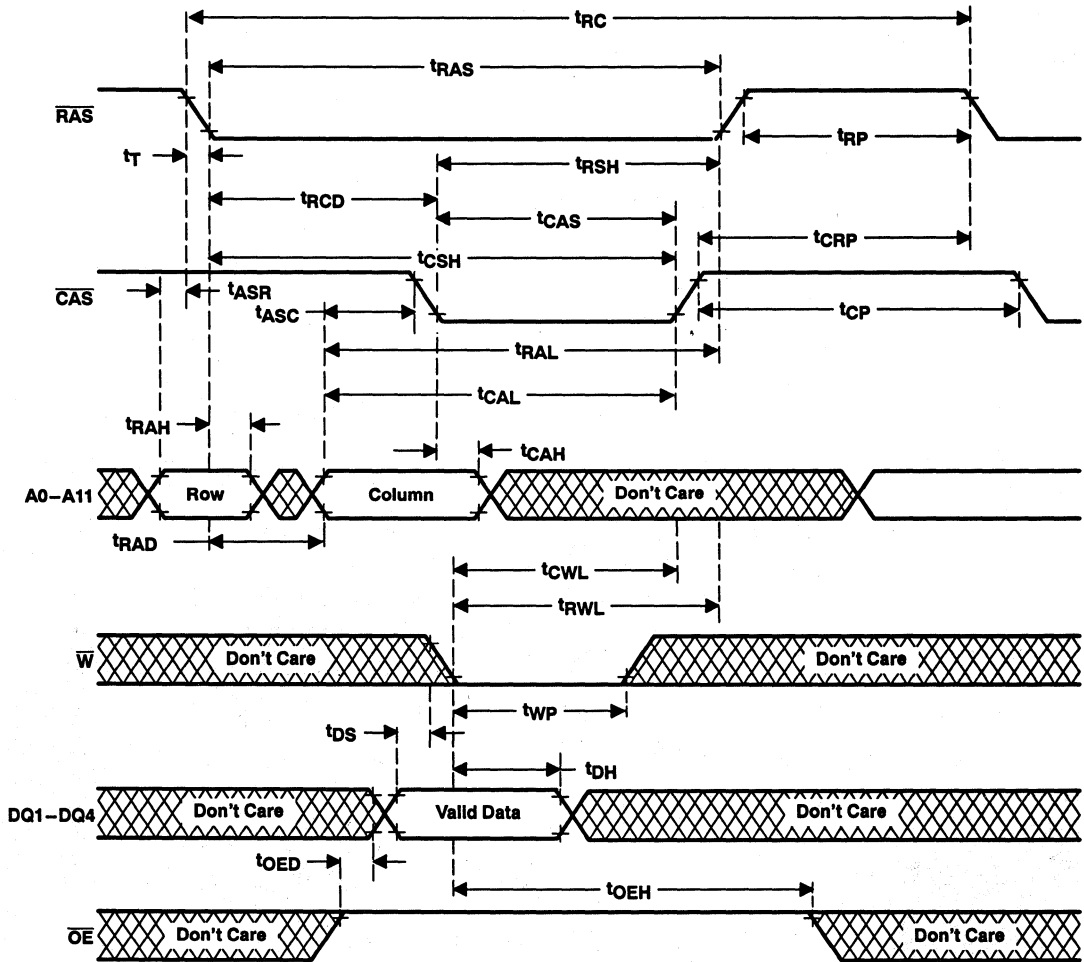 tRC
tRAS
RAS
tT
tRP
tRSH
tRCD
tCAS
tCRP
tCSH
CAS
tASR
tASC
tCP
tRAL
tCAL
tRAH
tCAH
A0–A11 Row Column Don't Care
tRAD
tCWL
tRWL
W Don't Care Don't Care
tWP
tDS
tDH
DQ1–DQ4 Don't Care Valid Data Don't Care
tOED
tOEH
OE Don't Care Don't Care